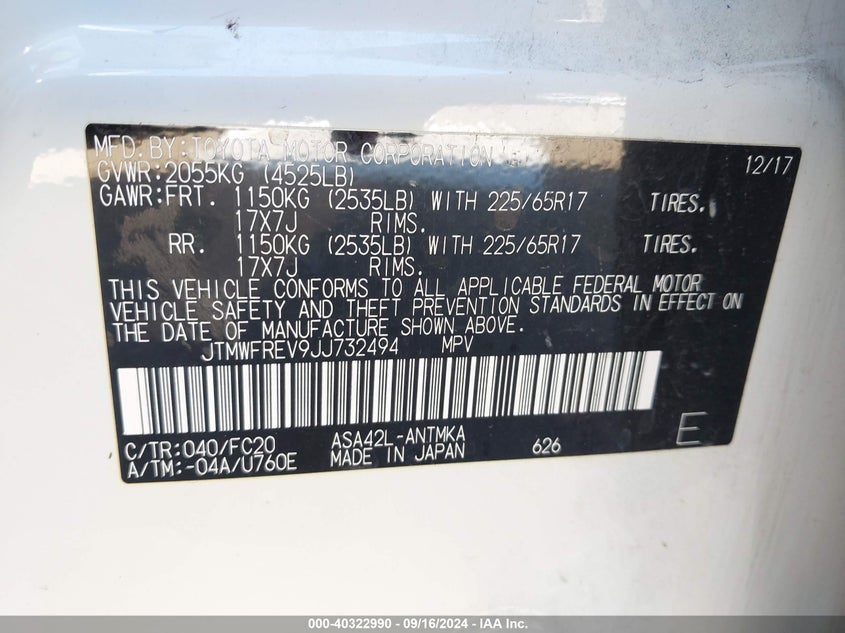 MFD. BY: TOYOTA MOTOR CORPORATION 12/17
GVWR: 2055KG (4525LB)
GAWR: FRT. 1150KG (2535LB) WITH 225/65R17 TIRES.
17X7J RIMS.
RR. 1150KG (2535LB) WITH 225/65R17 TIRES.
17X7J RIMS.
THIS VEHICLE CONFORMS TO ALL APPLICABLE FEDERAL MOTOR
VEHICLE SAFETY AND THEFT PREVENTION STANDARDS IN EFFECT ON
THE DATE OF MANUFACTURE SHOWN ABOVE.
JTMWFREV9JJ732494 MPV
C/TR: 040/FC20 ASA42L-ANTMKA 626 E
A/TM: -04A/U760E MADE IN JAPAN
000-40322990 - 09/16/2024 - IAA Inc.